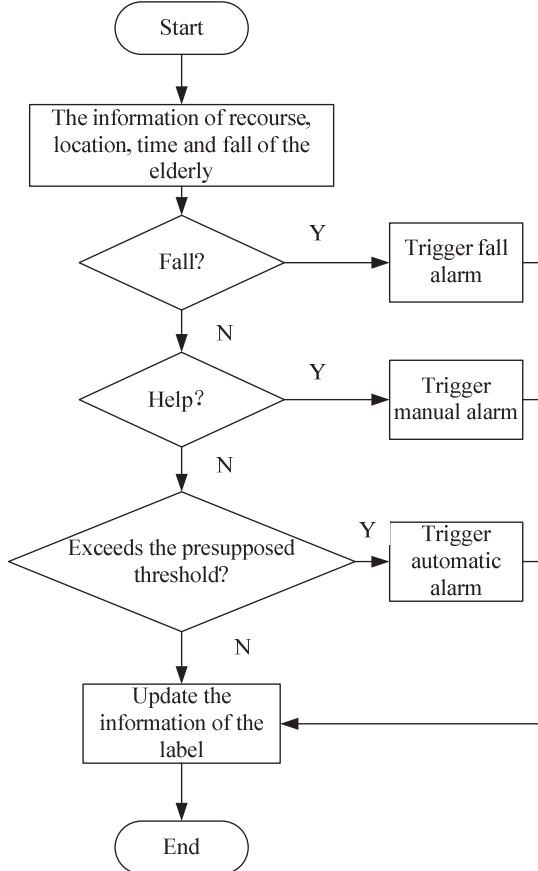 Start
The information of recourse,
location, time and fall of the
elderly
Fall?
Y
Trigger fall
alarm
N
Help?
Y
Trigger
manual alarm
N
Exceeds the presupposed
threshold?
Y
Trigger
automatic
alarm
N
Update the
information of the
label
End